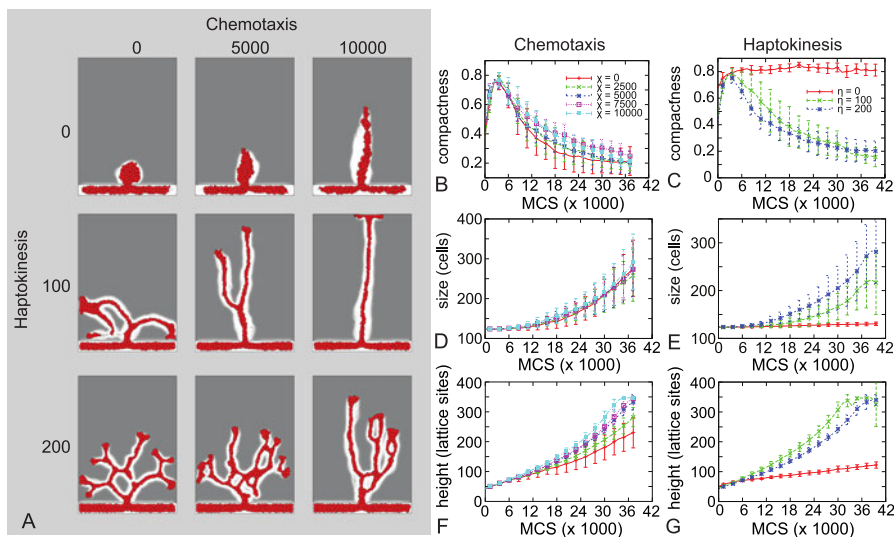 Chemotaxis
0 5000 10000
Haptokinesis
0
100
200
A
Chemotaxis
compactness
0.8
0.6
0.4
0.2
χ = 0
χ = 2500
χ = 5000
χ = 7500
χ = 10000
B
0 6 12 18 24 30 36 42
MCS (x 1000)
Haptokinesis
compactness
0.8
0.6
0.4
0.2
η = 0
η = 100
η = 200
C
0 6 12 18 24 30 36 42
MCS (x 1000)
size (cells)
400
300
200
100
D
0 6 12 18 24 30 36 42
MCS (x 1000)
size (cells)
300
200
100
E
0 6 12 18 24 30 36 42
MCS (x 1000)
height (lattice sites)
400
300
200
100
0
F
0 6 12 18 24 30 36 42
MCS (x 1000)
height (lattice sites)
400
300
200
100
0
G
0 6 12 18 24 30 36 42
MCS (x 1000)